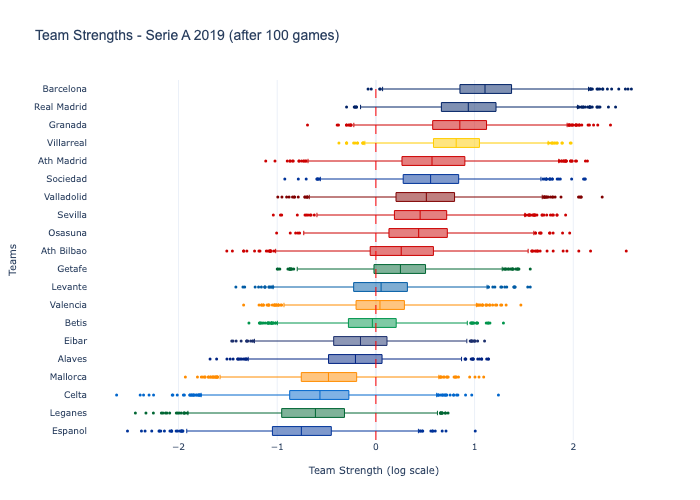 Team Strengths - Serie A 2019 (after 100 games)
Barcelona
Real Madrid
Granada
Villarreal
Ath Madrid
Sociedad
Valladolid
Sevilla
Osasuna
Ath Bilbao
Getafe
Levante
Valencia
Betis
Eibar
Alaves
Mallorca
Celta
Leganes
Espanol
Teams
−2 −1 0 1 2
Team Strength (log scale)